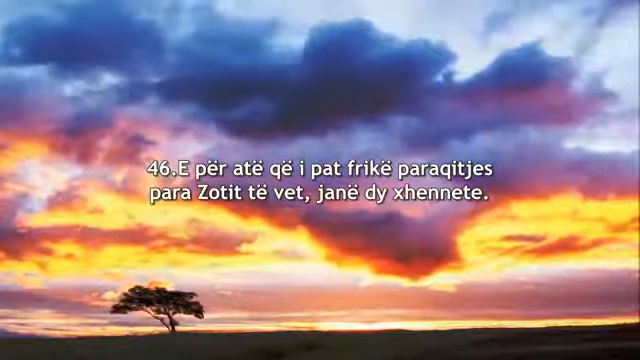 46.E për atë që i pat frikë paraqitjes
para Zotit të vet, janë dy xhennete.